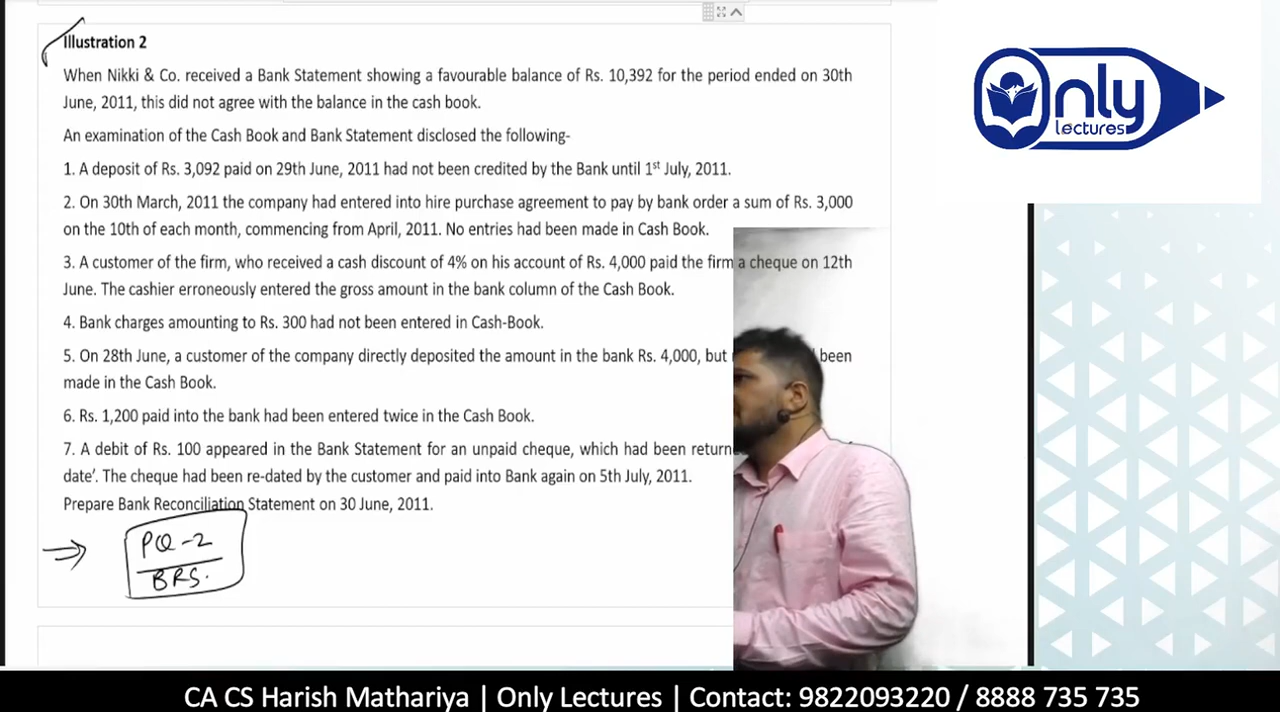 Illustration 2
When Nikki & Co. received a Bank Statement showing a favourable balance of Rs. 10,392 for the period ended on 30th
June, 2011, this did not agree with the balance in the cash book.
An examination of the Cash Book and Bank Statement disclosed the following-
1. A deposit of Rs. 3,092 paid on 29th June, 2011 had not been credited by the Bank until 1st July, 2011.
2. On 30th March, 2011 the company had entered into hire purchase agreement to pay by bank order a sum of Rs. 3,000
on the 10th of each month, commencing from April, 2011. No entries had been made in Cash Book.
3. A customer of the firm, who received a cash discount of 4% on his account of Rs. 4,000 paid the firm a cheque on 12th
June. The cashier erroneously entered the gross amount in the bank column of the Cash Book.
4. Bank charges amounting to Rs. 300 had not been entered in Cash-Book.
5. On 28th June, a customer of the company directly deposited the amount in the bank Rs. 4,000, but been
made in the Cash Book.
6. Rs. 1,200 paid into the bank had been entered twice in the Cash Book.
7. A debit of Rs. 100 appeared in the Bank Statement for an unpaid cheque, which had been return
date'. The cheque had been re-dated by the customer and paid into Bank again on 5th July, 2011.
Prepare Bank Reconciliation Statement on 30 June, 2011.
PQ-2
BRS.
Only
lectures
CA CS Harish Mathariya | Only Lectures | Contact: 9822093220 / 8888 735 735